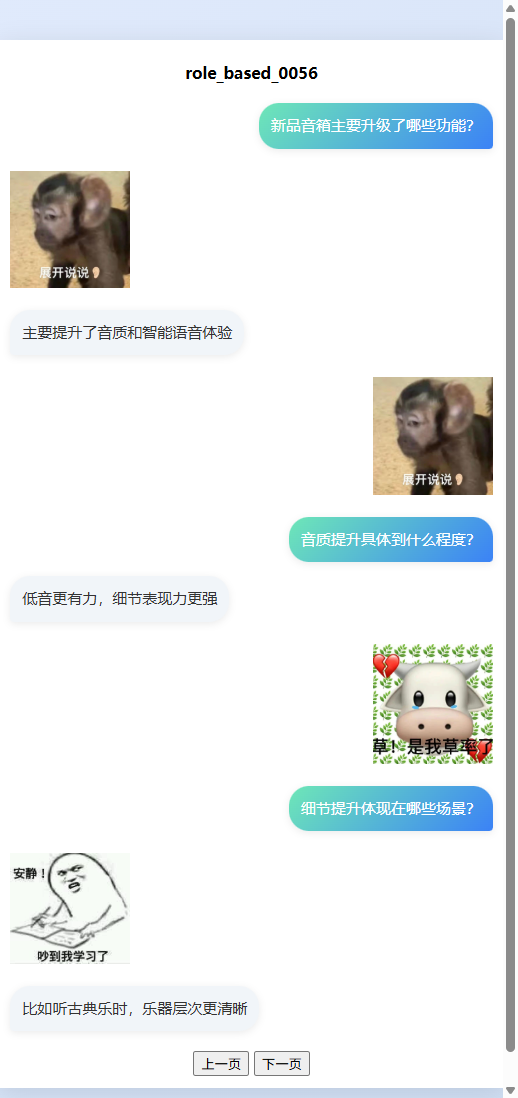 role_based_0056
新品音箱主要升级了哪些功能？
展开说说👂
主要提升了音质和智能语音体验
展开说说👂
音质提升具体到什么程度？
低音更有力，细节表现力更强
草！是我草率了
细节提升体现在哪些场景？
安静！
吵到我学习了
比如听古典乐时，乐器层次更清晰
上一页 下一页